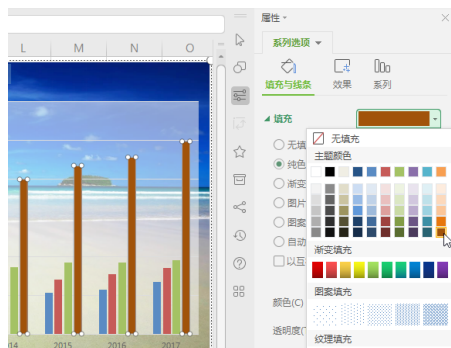 属性
系列选项
L M N O
填充与线条 效果 系列
填充
无填充
主题颜色
纯色
渐变
图片
图案
自动
以互
渐变填充
图案填充
颜色(C)
透明度(T
纹理填充
14 2015 2016 2017